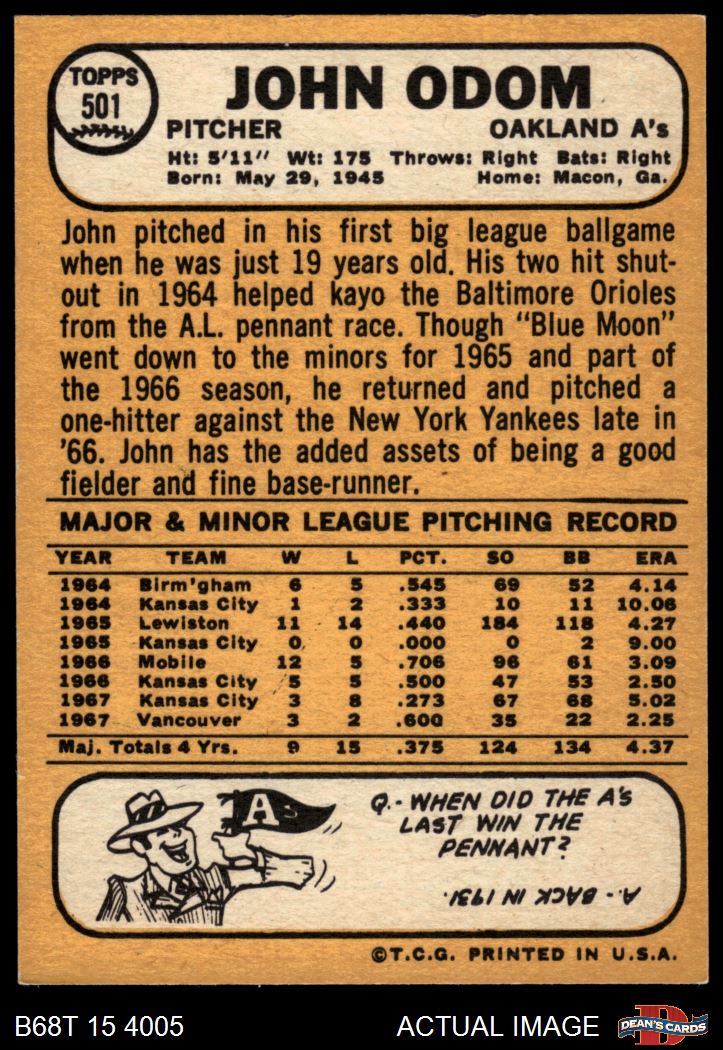 TOPPS
501
JOHN ODOM
PITCHER OAKLAND A's
Ht: 5'11" Wt: 175 Throws: Right Bats: Right
Born: May 29, 1945 Home: Macon, Ga.
John pitched in his first big league ballgame
when he was just 19 years old. His two hit shut-
out in 1964 helped kayo the Baltimore Orioles
from the A.L. pennant race. Though "Blue Moon"
went down to the minors for 1965 and part of
the 1966 season, he returned and pitched a
one-hitter against the New York Yankees late in
'66. John has the added assets of being a good
fielder and fine base-runner.
MAJOR & MINOR LEAGUE PITCHING RECORD
YEAR TEAM W L PCT. SO BB ERA
1964 Birm'gham 6 5 .545 69 52 4.14
1964 Kansas City 1 2 .333 10 11 10.06
1965 Lewiston 11 14 .440 184 118 4.27
1965 Kansas City 0 0 .000 0 2 9.00
1966 Mobile 12 5 .706 96 61 3.09
1966 Kansas City 5 5 .500 47 53 2.50
1967 Kansas City 3 8 .273 67 68 5.02
1967 Vancouver 3 2 .600 35 22 2.25
Maj. Totals 4 Yrs. 9 15 .375 124 134 4.37
A's
Q.- WHEN DID THE A'S
LAST WIN THE
PENNANT?
A.- BACK IN 1931.
©T.C.G. PRINTED IN U.S.A.
B68T 15 4005 ACTUAL IMAGE DEAN'S CARDS